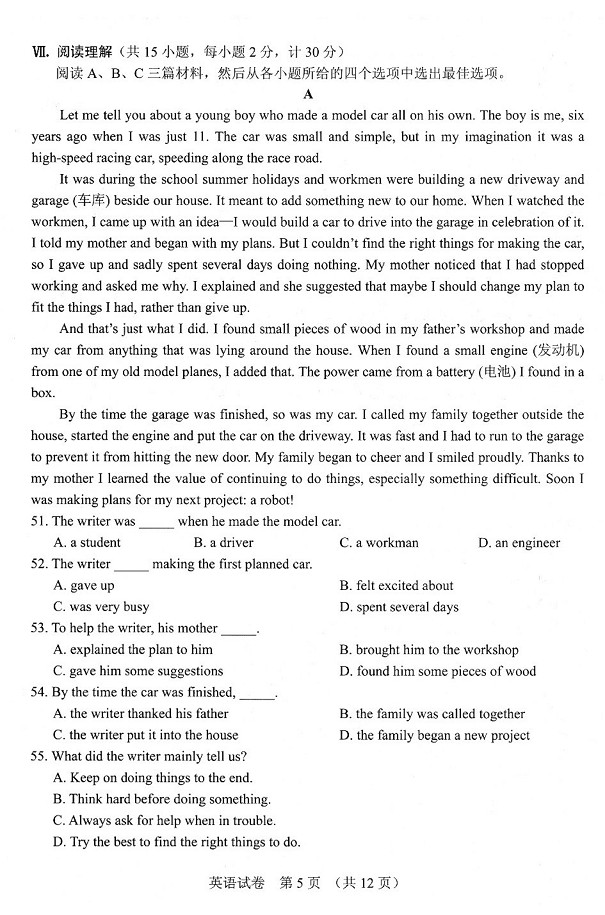 Ⅶ. 阅读理解（共 15 小题，每小题 2 分，计 30 分）
阅读 A、B、C 三篇材料，然后从各小题所给的四个选项中选出最佳选项。
A
Let me tell you about a young boy who made a model car all on his own. The boy is me, six
years ago when I was just 11. The car was small and simple, but in my imagination it was a
high-speed racing car, speeding along the race road.
It was during the school summer holidays and workmen were building a new driveway and
garage (车库) beside our house. It meant to add something new to our home. When I watched the
workmen, I came up with an idea—I would build a car to drive into the garage in celebration of it.
I told my mother and began with my plans. But I couldn't find the right things for making the car,
so I gave up and sadly spent several days doing nothing. My mother noticed that I had stopped
working and asked me why. I explained and she suggested that maybe I should change my plan to
fit the things I had, rather than give up.
And that's just what I did. I found small pieces of wood in my father's workshop and made
my car from anything that was lying around the house. When I found a small engine (发动机)
from one of my old model planes, I added that. The power came from a battery (电池) I found in a
box.
By the time the garage was finished, so was my car. I called my family together outside the
house, started the engine and put the car on the driveway. It was fast and I had to run to the garage
to prevent it from hitting the new door. My family began to cheer and I smiled proudly. Thanks to
my mother I learned the value of continuing to do things, especially something difficult. Soon I
was making plans for my next project: a robot!
51. The writer was _____ when he made the model car.
A. a student B. a driver C. a workman D. an engineer
52. The writer _____ making the first planned car.
A. gave up B. felt excited about
C. was very busy D. spent several days
53. To help the writer, his mother _____.
A. explained the plan to him B. brought him to the workshop
C. gave him some suggestions D. found him some pieces of wood
54. By the time the car was finished, _____.
A. the writer thanked his father B. the family was called together
C. the writer put it into the house D. the family began a new project
55. What did the writer mainly tell us?
A. Keep on doing things to the end.
B. Think hard before doing something.
C. Always ask for help when in trouble.
D. Try the best to find the right things to do.
英语试卷 第 5 页 （共 12 页）